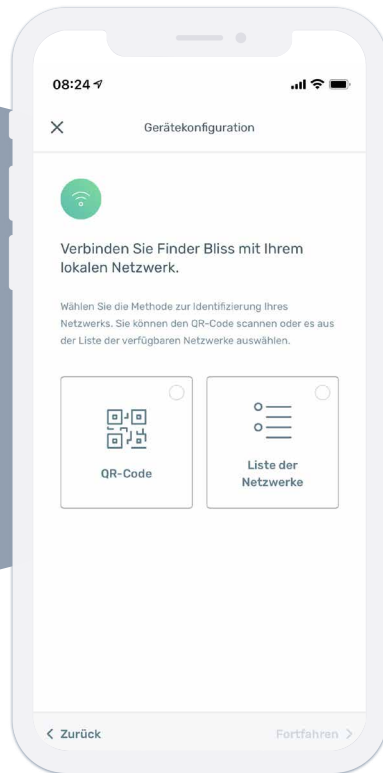 08:24
Gerätekonfiguration
Verbinden Sie Finder Bliss mit Ihrem
lokalen Netzwerk.
Wählen Sie die Methode zur Identifizierung Ihres
Netzwerks. Sie können den QR-Code scannen oder es aus
der Liste der verfügbaren Netzwerke auswählen.
QR-Code
Liste der
Netzwerke
Zurück
Fortfahren